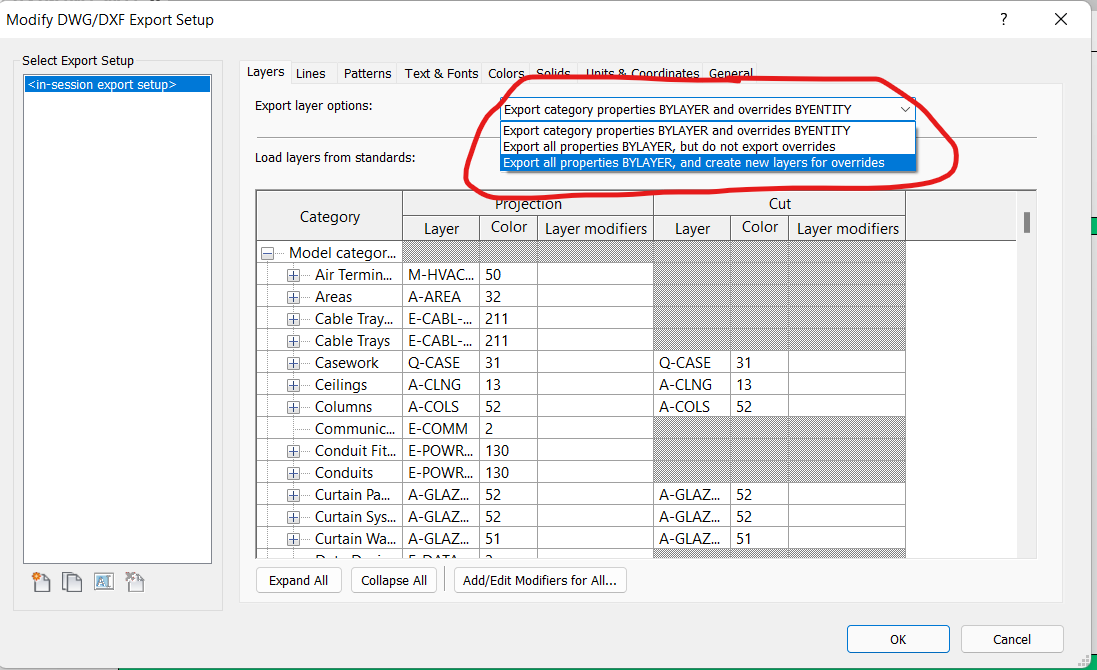 Modify DWG/DXF Export Setup
?
Select Export Setup
<in-session export setup>
Layers Lines Patterns Text & Fonts Colors Solids Units & Coordinates General
Export layer options:
Export category properties BYLAYER and overrides BYENTITY
Export category properties BYLAYER and overrides BYENTITY
Export all properties BYLAYER, but do not export overrides
Load layers from standards:
Export all properties BYLAYER, and create new layers for overrides
Category Projection Cut
Layer Color Layer modifiers Layer Color Layer modifiers
Model categor...
Air Termin... M-HVAC... 50
Areas A-AREA 32
Cable Tray... E-CABL-... 211
Cable Trays E-CABL-... 211
Casework Q-CASE 31 Q-CASE 31
Ceilings A-CLNG 13 A-CLNG 13
Columns A-COLS 52 A-COLS 52
Communic... E-COMM 2
Conduit Fit... E-POWR... 130
Conduits E-POWR... 130
Curtain Pa... A-GLAZ... 52 A-GLAZ... 52
Curtain Sys... A-GLAZ... 52 A-GLAZ... 52
Curtain Wa... A-GLAZ... 51 A-GLAZ... 51
Expand All Collapse All Add/Edit Modifiers for All...
OK Cancel